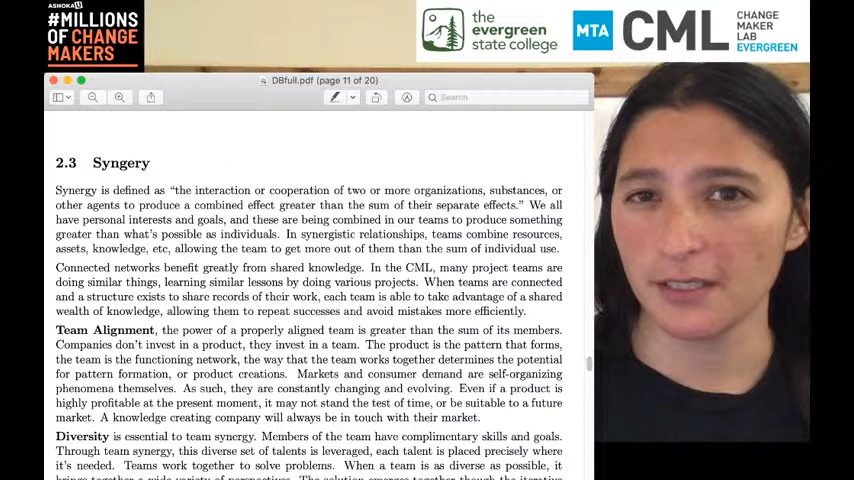 ASHOKA U
#MILLIONS
OF CHANGE
MAKERS
the
evergreen
state college
MTA
CML
CHANGE
MAKER
LAB
EVERGREEN
DBfull.pdf (page 11 of 20)
Search
2.3 Syngery
Synergy is defined as “the interaction or cooperation of two or more organizations, substances, or
other agents to produce a combined effect greater than the sum of their separate effects.” We all
have personal interests and goals, and these are being combined in our teams to produce something
greater than what’s possible as individuals. In synergistic relationships, teams combine resources,
assets, knowledge, etc, allowing the team to get more out of them than the sum of individual use.
Connected networks benefit greatly from shared knowledge. In the CML, many project teams are
doing similar things, learning similar lessons by doing various projects. When teams are connected
and a structure exists to share records of their work, each team is able to take advantage of a shared
wealth of knowledge, allowing them to repeat successes and avoid mistakes more efficiently.
Team Alignment, the power of a properly aligned team is greater than the sum of its members.
Companies don’t invest in a product, they invest in a team. The product is the pattern that forms,
the team is the functioning network, the way that the team works together determines the potential
for pattern formation, or product creations. Markets and consumer demand are self-organizing
phenomena themselves. As such, they are constantly changing and evolving. Even if a product is
highly profitable at the present moment, it may not stand the test of time, or be suitable to a future
market. A knowledge creating company will always be in touch with their market.
Diversity is essential to team synergy. Members of the team have complimentary skills and goals.
Through team synergy, this diverse set of talents is leveraged, each talent is placed precisely where
it’s needed. Teams work together to solve problems. When a team is as diverse as possible, it
brings together a wide variety of perspectives. The solution emerges together though the iterative